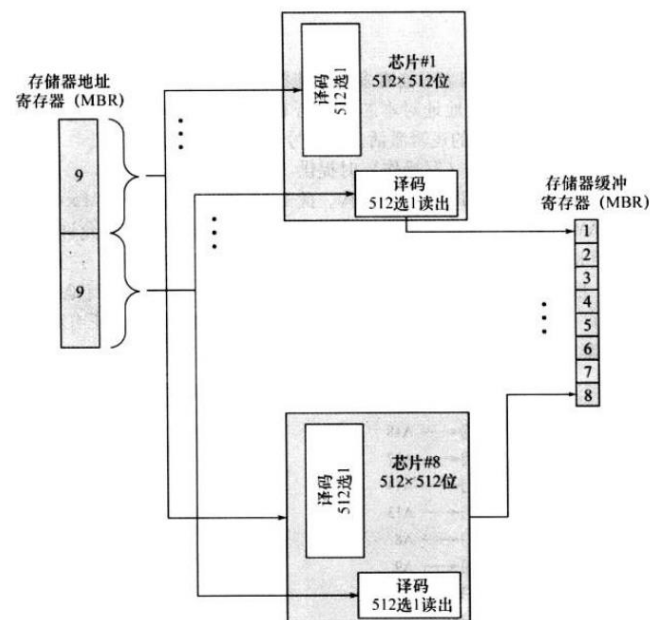 存储器地址
寄存器（MBR）
9
9
译码
512选1
芯片#1
512×512位
译码
512选1读出
存储器缓冲
寄存器（MBR）
1
2
3
4
5
6
7
8
译码
512选1
芯片#8
512×512位
译码
512选1读出